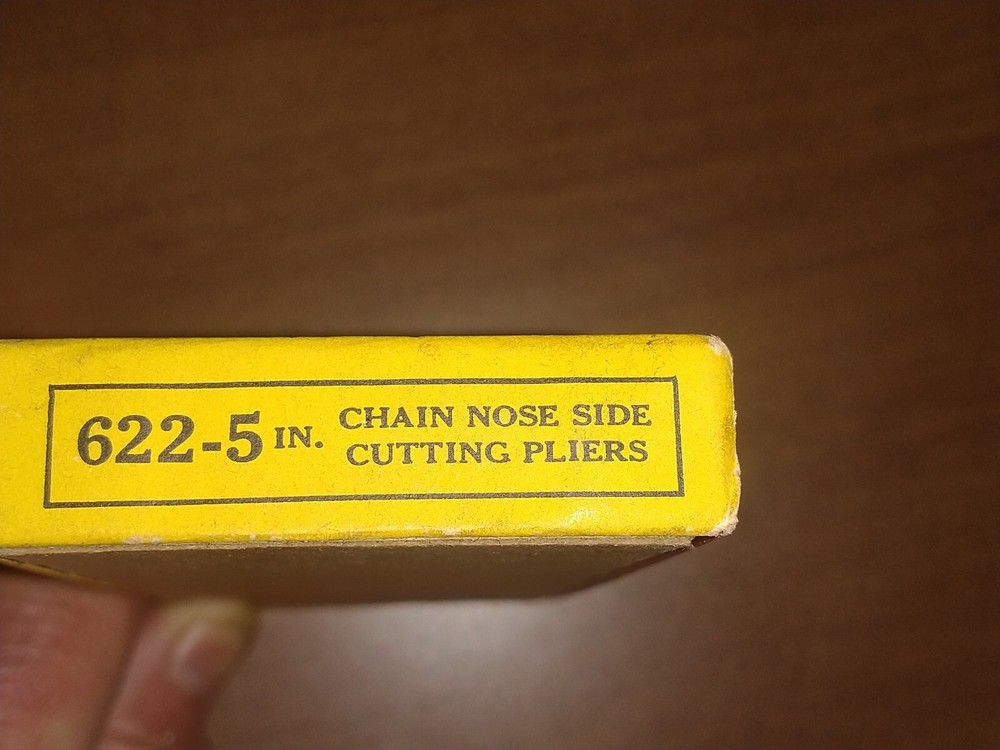 622-5 IN. CHAIN NOSE SIDE
CUTTING PLIERS